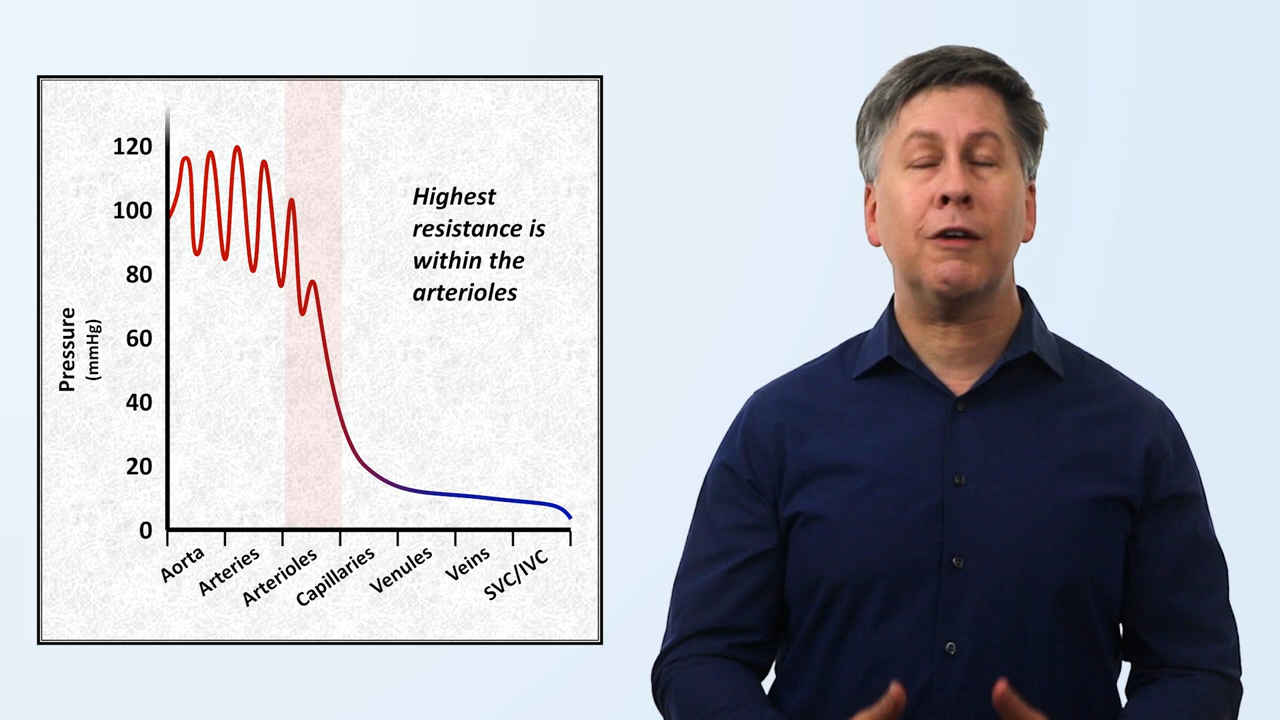 120
100
80
60
40
20
0
Pressure
(mmHg)
Highest
resistance is
within the
arterioles
Aorta
Arteries
Arterioles
Capillaries
Venules
Veins
SVC/IVC